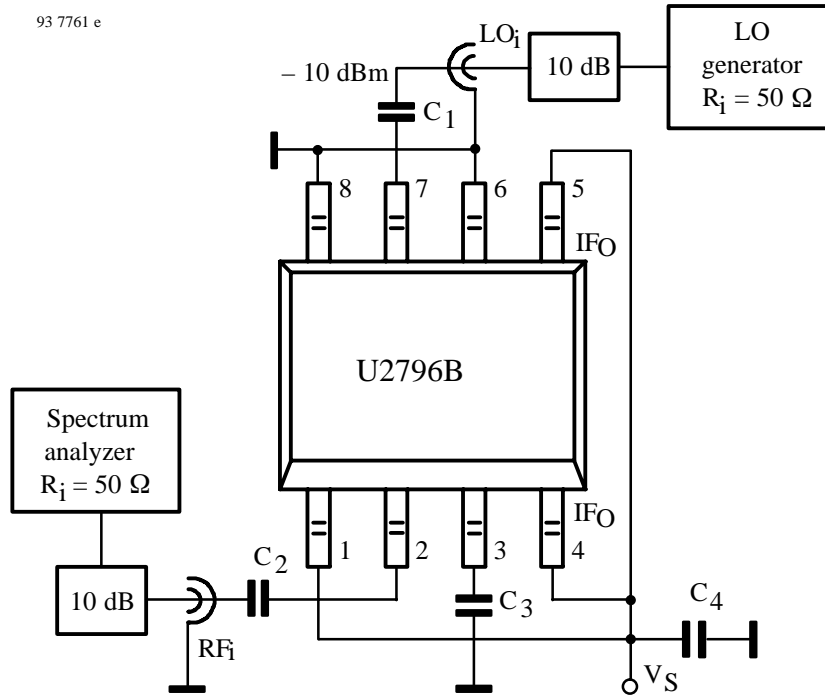 93 7761 e
LOi
– 10 dBm
10 dB
LO
generator
Ri = 50 Ω
C1
8
7
6
5
IFO
U2796B
Spectrum
analyzer
Ri = 50 Ω
IFO
1
2
3
4
C2
C3
C4
10 dB
RFi
VS